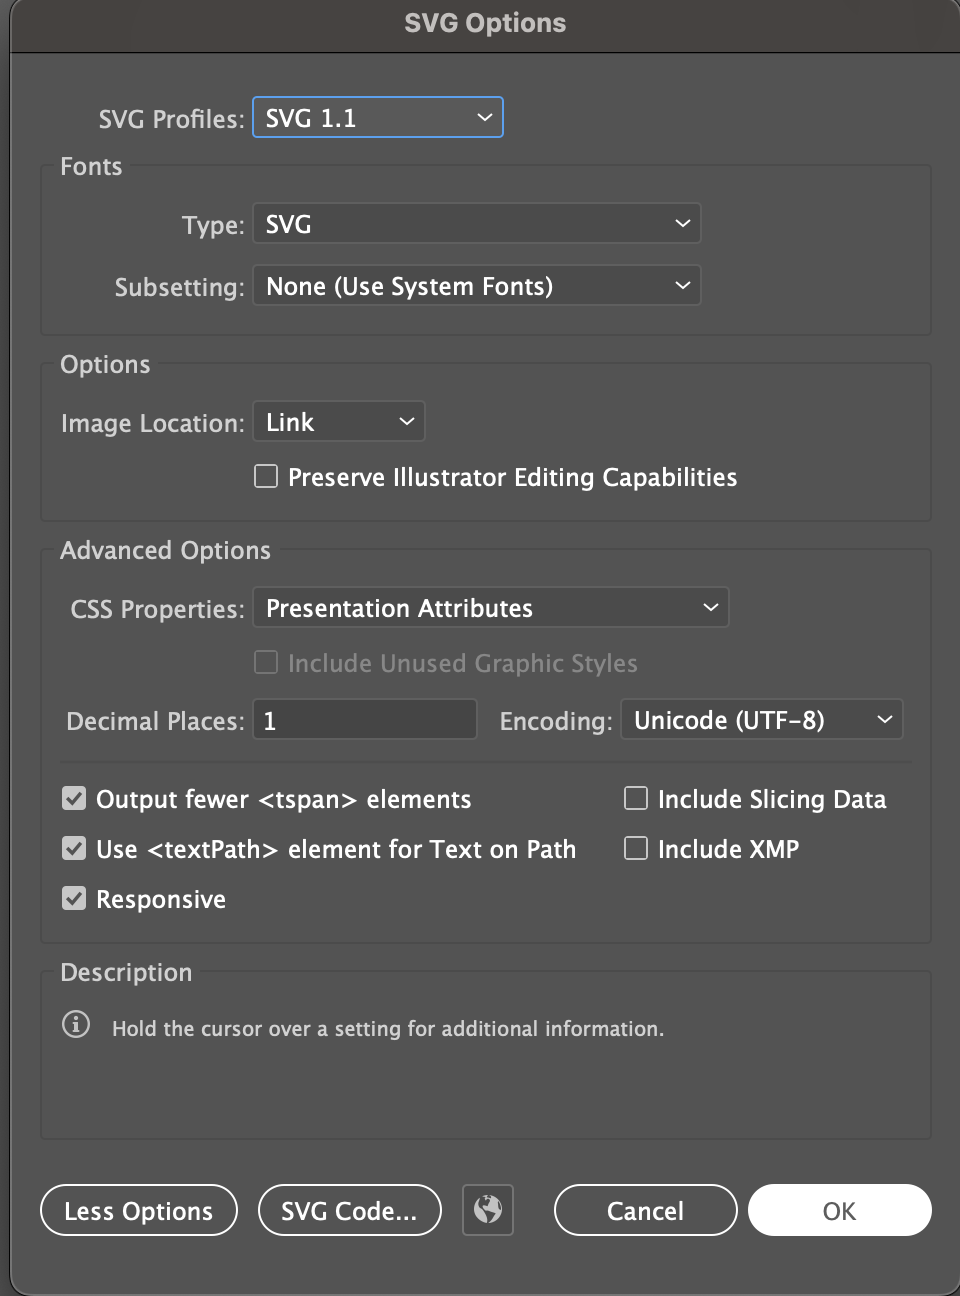 SVG Options
SVG Profiles: SVG 1.1
Fonts
Type: SVG
Subsetting: None (Use System Fonts)
Options
Image Location: Link
Preserve Illustrator Editing Capabilities
Advanced Options
CSS Properties: Presentation Attributes
Include Unused Graphic Styles
Decimal Places: 1 Encoding: Unicode (UTF-8)
Output fewer <tspan> elements Include Slicing Data
Use <textPath> element for Text on Path Include XMP
Responsive
Description
Hold the cursor over a setting for additional information.
Less Options SVG Code... Cancel OK